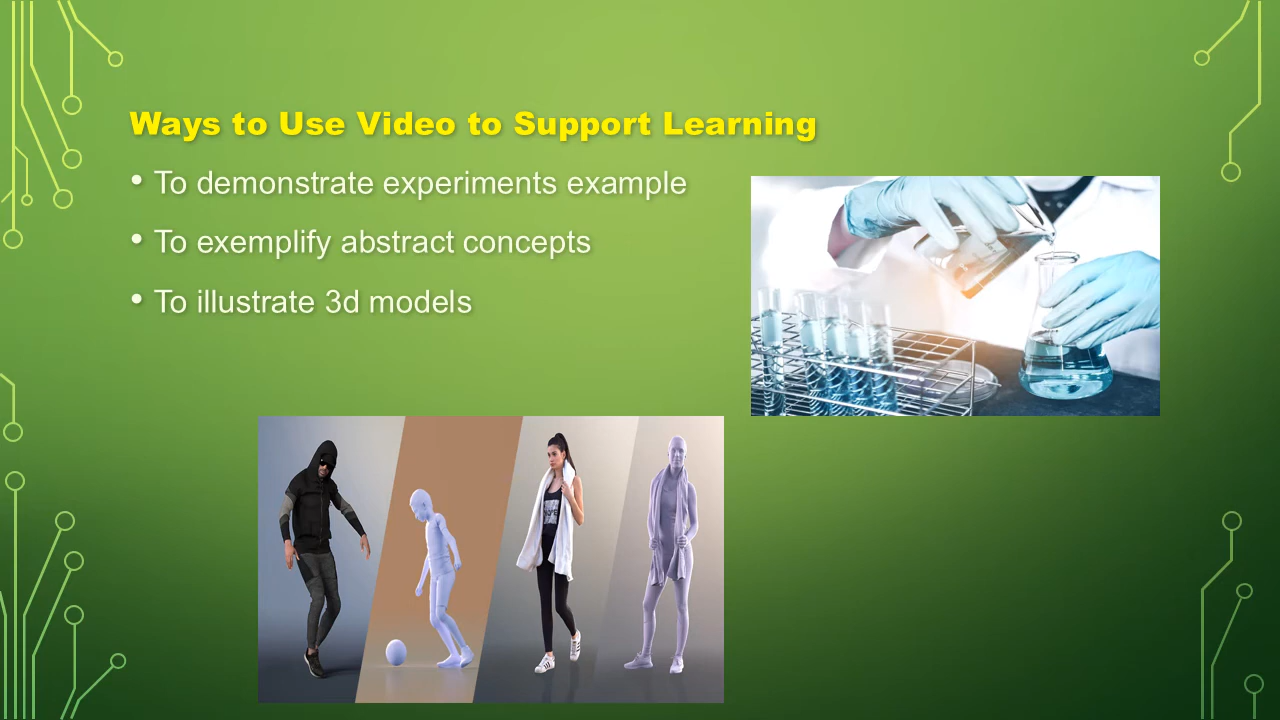 Ways to Use Video to Support Learning
• To demonstrate experiments example
• To exemplify abstract concepts
• To illustrate 3d models